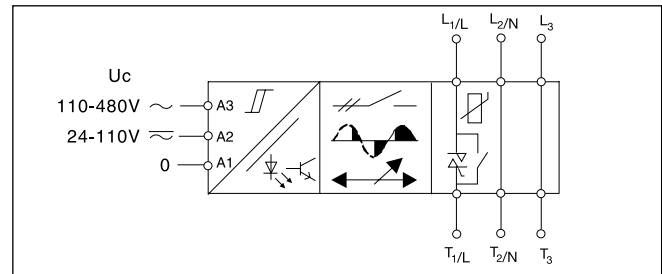 L1/L L2/N L3
Uc
110-480V ~ A3
24-110V A2
0 A1
T1/L T2/N T3